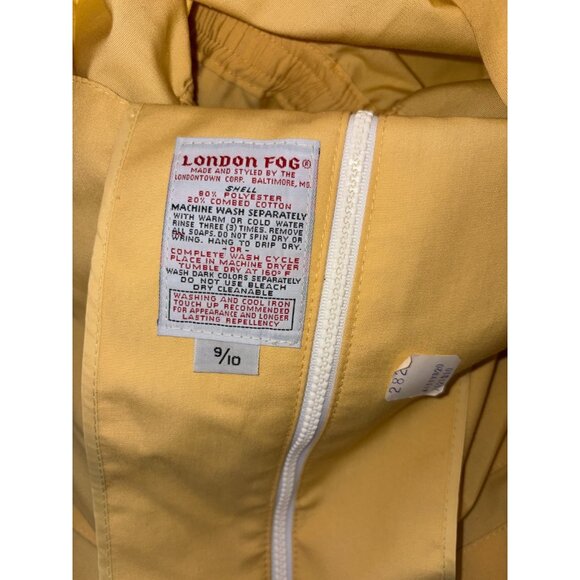 LONDON FOG®
MADE AND STYLED BY THE
LONDONTOWN CORP. BALTIMORE, MD.
SHELL
80% POLYESTER
20% COMBED COTTON
MACHINE WASH SEPARATELY
WITH WARM OR COLD WATER
RINSE THREE (3) TIMES. REMOVE
ALL SOAPS. DO NOT SPIN DRY OR
WRING. HANG TO DRIP DRY.
-OR-
COMPLETE WASH CYCLE
PLACE IN MACHINE DRYER
TUMBLE DRY AT 160°F
WASH DARK COLORS SEPARATELY
DO NOT USE BLEACH
DRY CLEANABLE
WASHING AND COOL IRON
TOUCH UP RECOMMENDED
FOR APPEARANCE AND LONGER
LASTING REPELLENCY
9/10
282